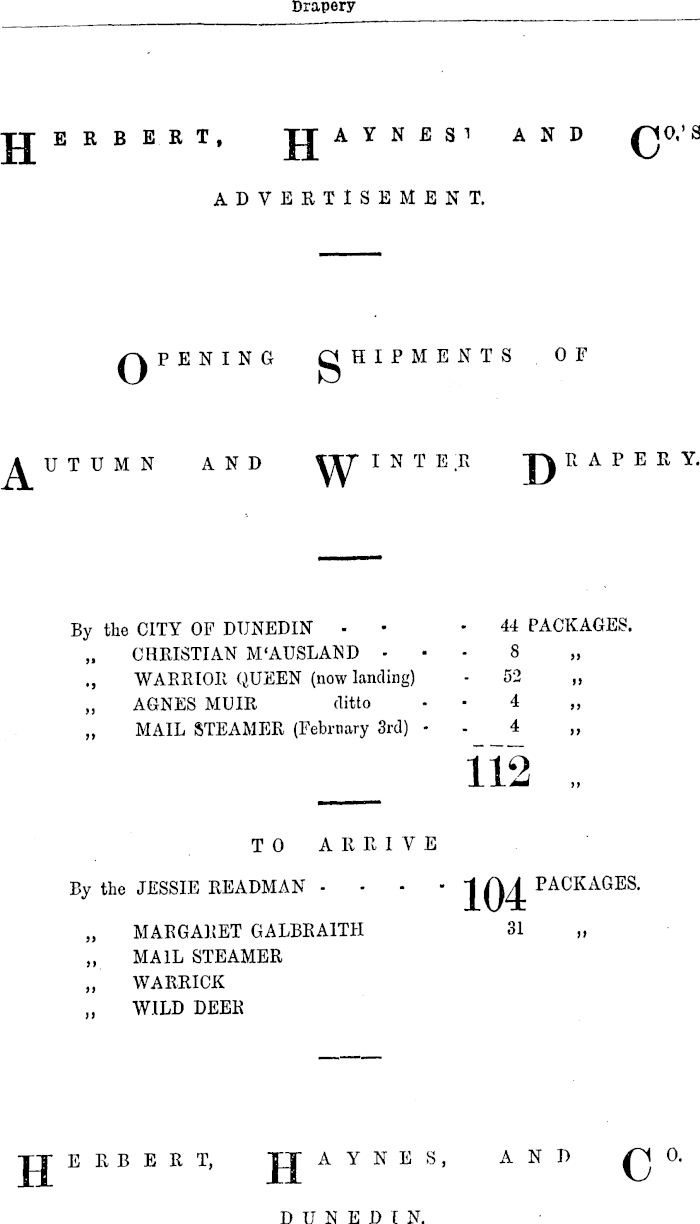 Drapery
HERBERT, HAYNES' AND CO.'S
ADVERTISEMENT.
OPENING SHIPMENTS OF
AUTUMN AND WINTER DRAPERY.
By the CITY OF DUNEDIN - - - 44 PACKAGES.
,, CHRISTIAN M'AUSLAND - - - 8 ,,
,, WARRIOR QUEEN (now landing) - 52 ,,
,, AGNES MUIR ditto - - 4 ,,
,, MAIL STEAMER (February 3rd) - - 4 ,,
112 ,,
TO ARRIVE
By the JESSIE READMAN - - - - 104 PACKAGES.
,, MARGARET GALBRAITH 31 ,,
,, MAIL STEAMER
,, WARRICK
,, WILD DEER
HERBERT, HAYNES, AND CO.
DUNEDIN.